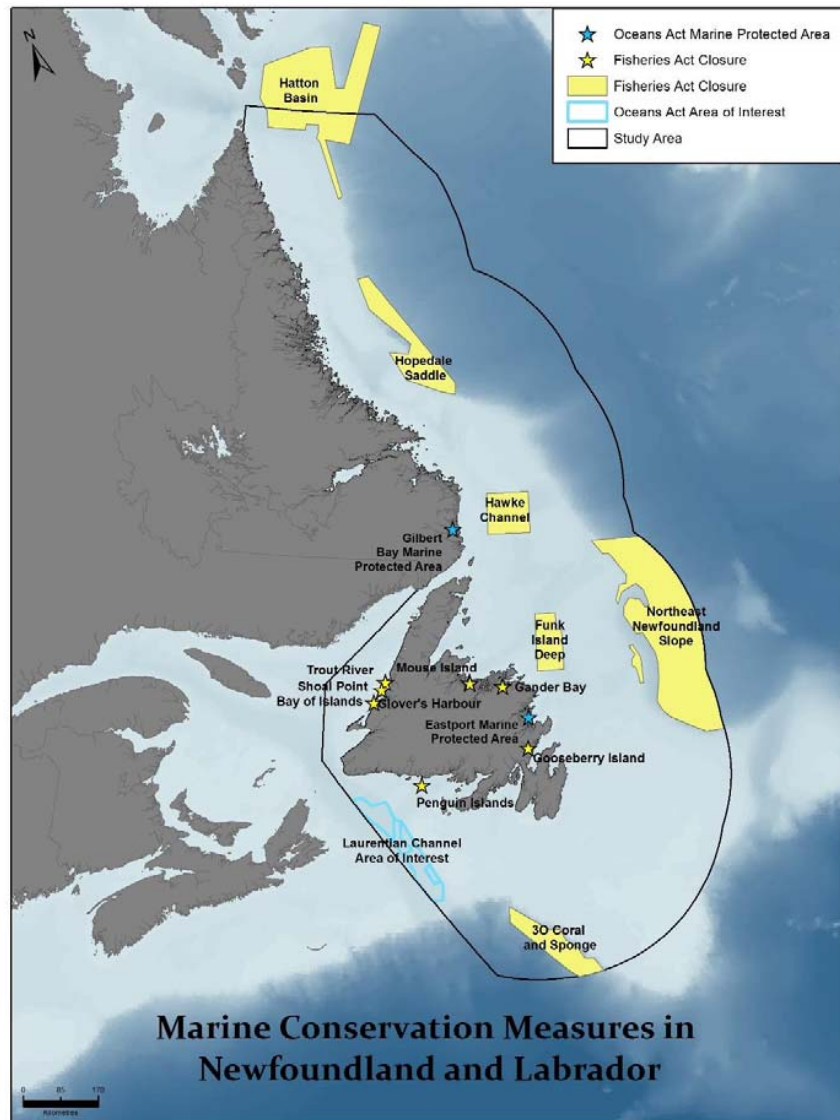 N
Oceans Act Marine Protected Area
Fisheries Act Closure
Fisheries Act Closure
Oceans Act Area of Interest
Study Area
Hatton
Basin
Hopedale
Saddle
Hawke
Channel
Gilbert
Bay Marine
Protected Area
Northeast
Newfoundland
Slope
Funk
Island
Deep
Trout River
Mouse Island
Shoal Point
Gander Bay
Bay of Islands
Glover's Harbour
Eastport Marine
Protected Area
Gooseberry Island
Penguin Islands
Laurentian Channel
Area of Interest
3O Coral
and Sponge
Marine Conservation Measures in
Newfoundland and Labrador
0 85 170
Kilometres